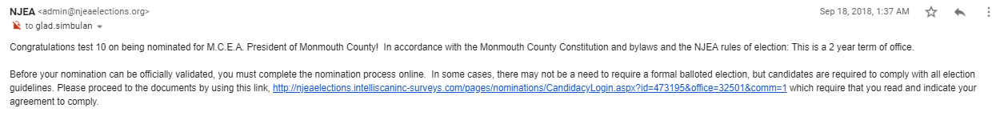 NJEA <admin@njeaelections.org> Sep 18, 2018, 1:37 AM
to glad.simbulan
Congratulations test 10 on being nominated for M.C.E.A. President of Monmouth County! In accordance with the Monmouth County Constitution and bylaws and the NJEA rules of election: This is a 2 year term of office.
Before your nomination can be officially validated, you must complete the nomination process online. In some cases, there may not be a need to require a formal balloted election, but candidates are required to comply with all election
guidelines. Please proceed to the documents by using this link, http://njeaelections.intelliscaninc-surveys.com/pages/nominations/CandidacyLogin.aspx?id=473195&office=32501&comm=1 which require that you read and indicate your
agreement to comply.